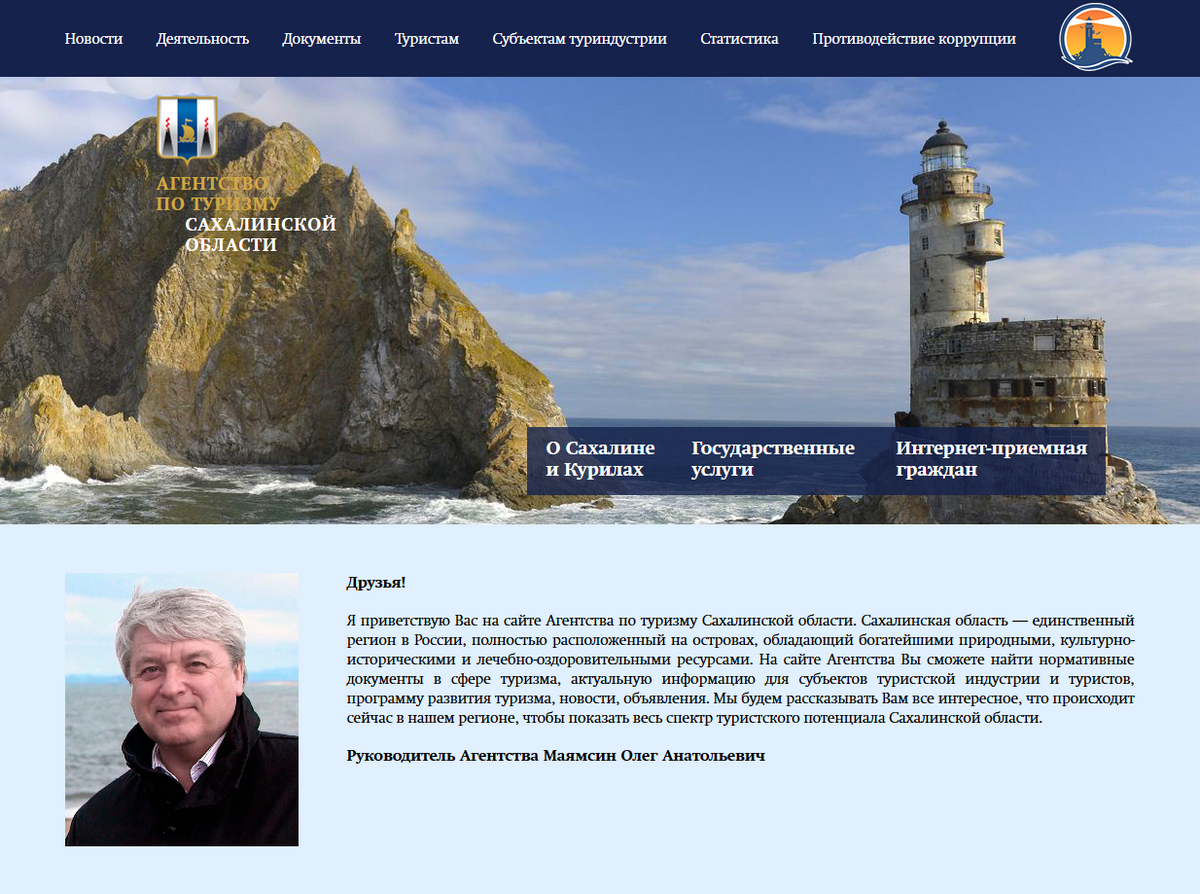 Новости Деятельность Документы Туристам Субъектам туриндустрии Статистика Противодействие коррупции
АГЕНТСТВО
ПО ТУРИЗМУ
САХАЛИНСКОЙ
ОБЛАСТИ
О Сахалине
и Курилах
Государственные
услуги
Интернет-приемная
граждан
Друзья!
Я приветствую Вас на сайте Агентства по туризму Сахалинской области. Сахалинская область — единственный
регион в России, полностью расположенный на островах, обладающий богатейшими природными, культурно-
историческими и лечебно-оздоровительными ресурсами. На сайте Агентства Вы сможете найти нормативные
документы в сфере туризма, актуальную информацию для субъектов туристской индустрии и туристов,
программу развития туризма, новости, объявления. Мы будем рассказывать Вам все интересное, что происходит
сейчас в нашем регионе, чтобы показать весь спектр туристского потенциала Сахалинской области.
Руководитель Агентства Маямсин Олег Анатольевич